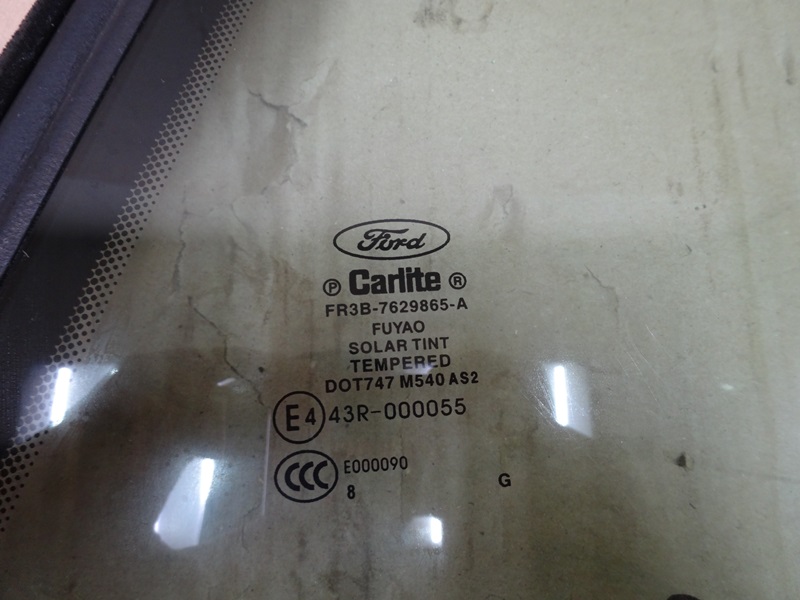 Ford
P Carlite ®
FR3B-7629865-A
FUYAO
SOLAR TINT
TEMPERED
DOT747 M540 AS2
E4 43R-000055
CCC E000090
8 G